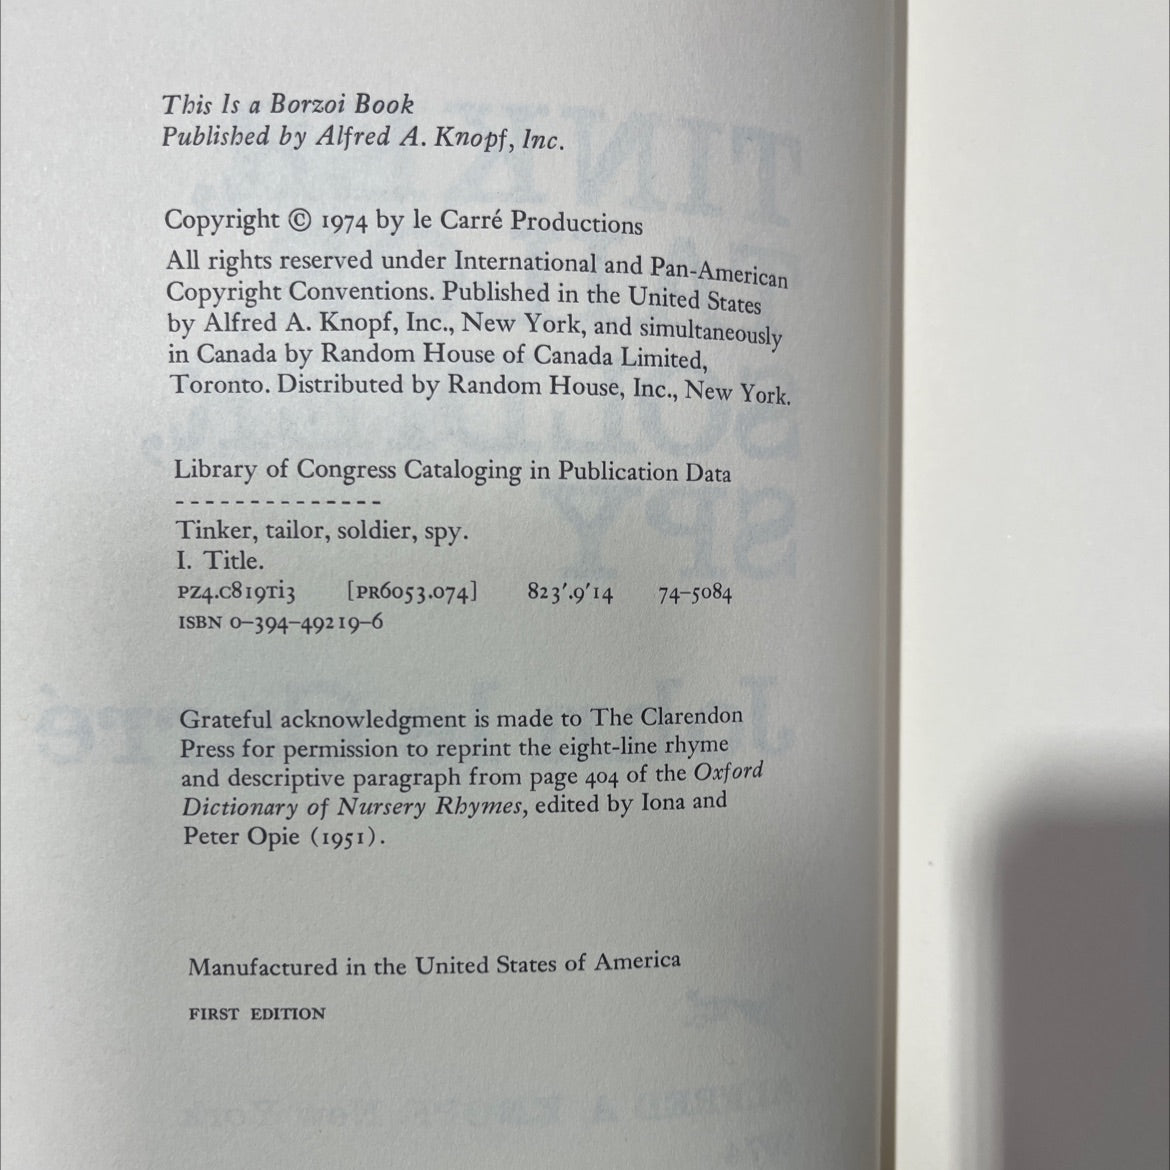 This Is a Borzoi Book
Published by Alfred A. Knopf, Inc.
Copyright © 1974 by le Carré Productions
All rights reserved under International and Pan-American
Copyright Conventions. Published in the United States
by Alfred A. Knopf, Inc., New York, and simultaneously
in Canada by Random House of Canada Limited,
Toronto. Distributed by Random House, Inc., New York.
Library of Congress Cataloging in Publication Data
--------------
Tinker, tailor, soldier, spy.
I. Title.
PZ4.C819Ti3 [PR6053.074] 823'.9'14 74–5084
ISBN 0–394–49219–6
Grateful acknowledgment is made to The Clarendon
Press for permission to reprint the eight-line rhyme
and descriptive paragraph from page 404 of the Oxford
Dictionary of Nursery Rhymes, edited by Iona and
Peter Opie (1951).
Manufactured in the United States of America
FIRST EDITION